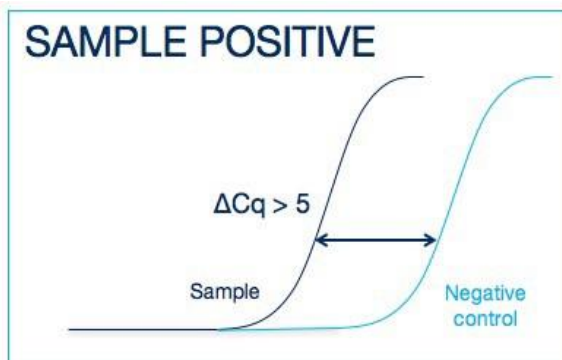 SAMPLE POSITIVE
ΔCq > 5
Sample
Negative
control